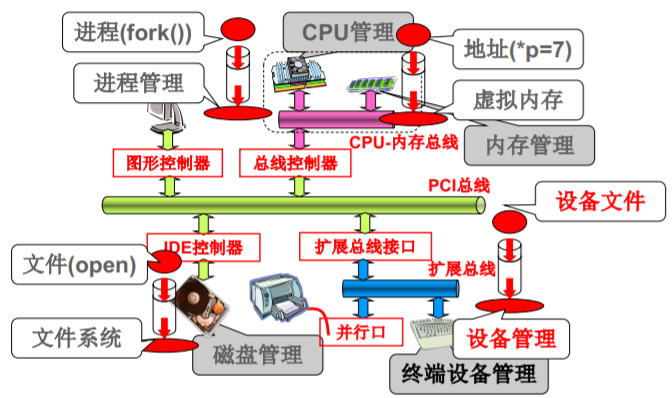 进程(fork())
CPU管理
地址(*p=7)
进程管理
虚拟内存
CPU-内存总线
内存管理
图形控制器
总线控制器
PCI总线
设备文件
IDE控制器
扩展总线接口
文件(open)
扩展总线
文件系统
磁盘管理
并行口
设备管理
终端设备管理